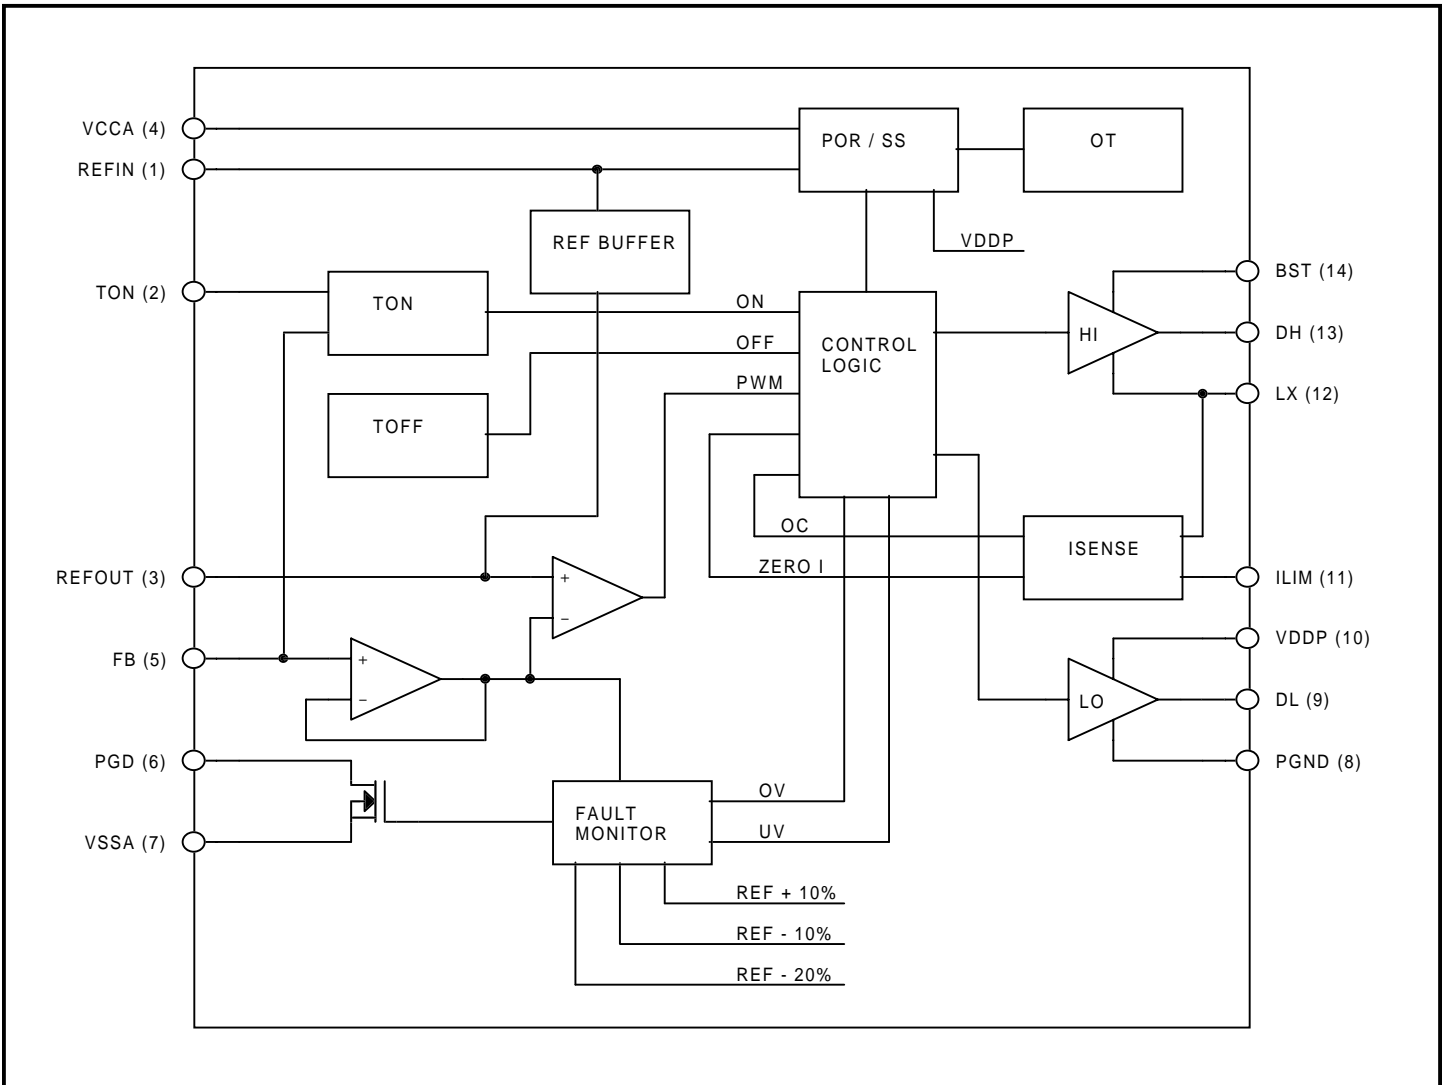 VCCA (4)
REFIN (1)
POR / SS
OT
REF BUFFER
VDDP
TON (2)
TON
ON
OFF
PWM
CONTROL
LOGIC
TOFF
BST (14)
HI
DH (13)
LX (12)
OC
ZERO I
ISENSE
ILIM (11)
REFOUT (3)
+
–
FB (5)
+
–
VDDP (10)
LO
DL (9)
PGND (8)
PGD (6)
VSSA (7)
FAULT
MONITOR
OV
UV
REF + 10%
REF - 10%
REF - 20%